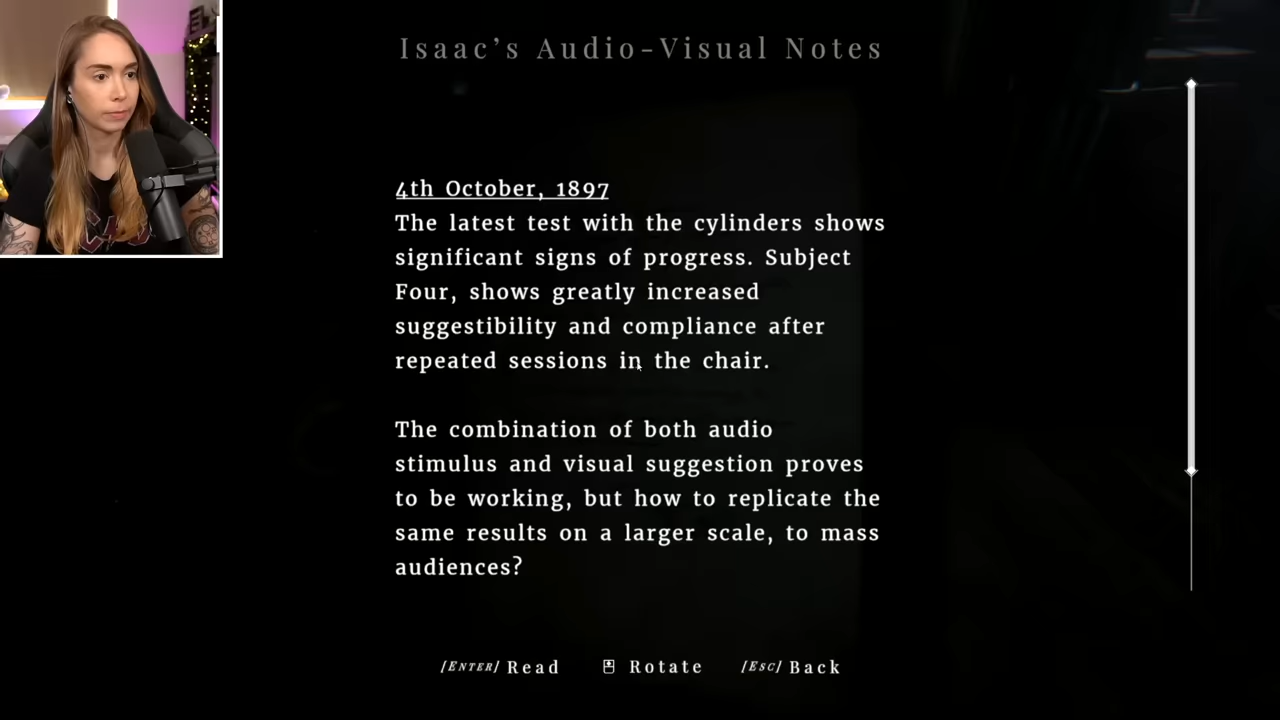 Isaac's Audio-Visual Notes
4th October, 1897
The latest test with the cylinders shows
significant signs of progress. Subject
Four, shows greatly increased
suggestibility and compliance after
repeated sessions in the chair.
The combination of both audio
stimulus and visual suggestion proves
to be working, but how to replicate the
same results on a larger scale, to mass
audiences?
[ENTER] Read Rotate [ESC] Back